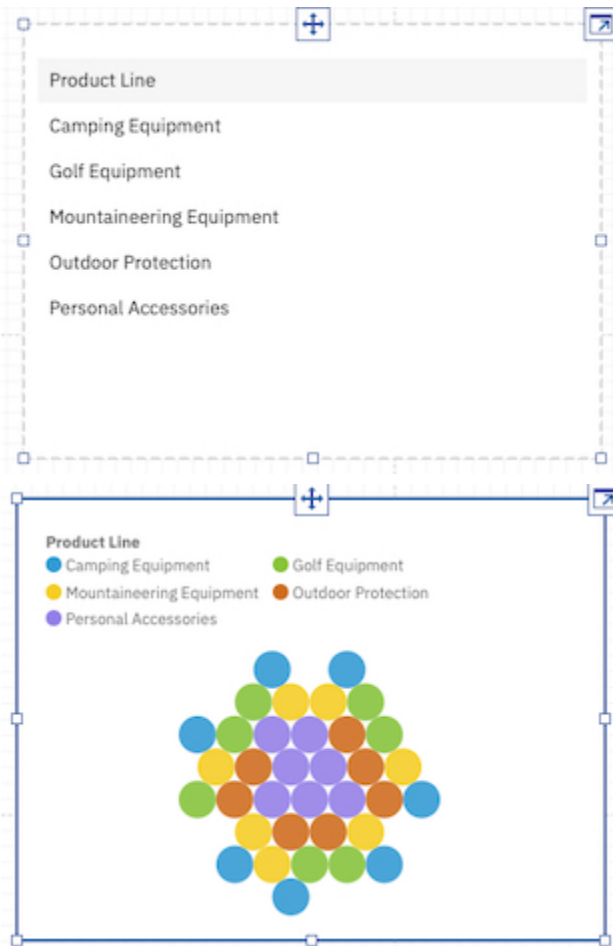 Product Line
Camping Equipment
Golf Equipment
Mountaineering Equipment
Outdoor Protection
Personal Accessories
Product Line
Camping Equipment Golf Equipment
Mountaineering Equipment Outdoor Protection
Personal Accessories